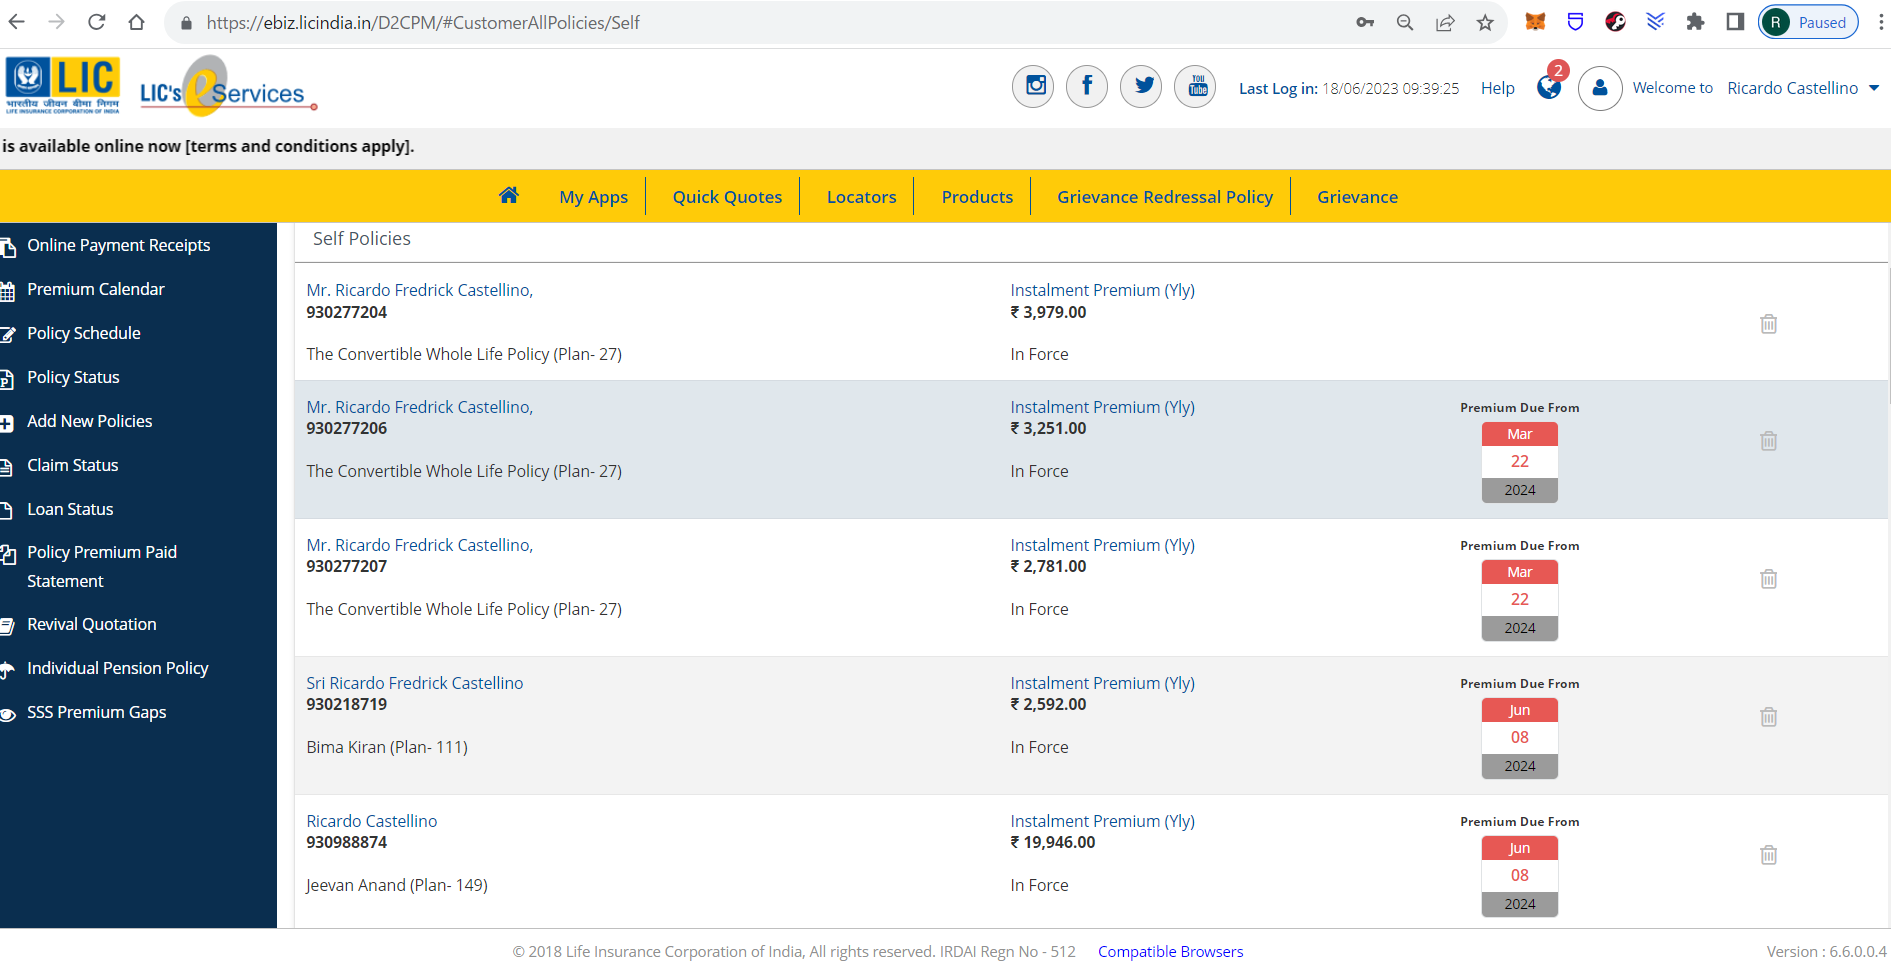 https://ebiz.licindia.in/D2CPM/#CustomerAllPolicies/Self
R Paused
LIC
भारतीय जीवन बीमा निगम
LIFE INSURANCE CORPORATION OF INDIA
LIC's e Services
You Tube
Last Log in: 18/06/2023 09:39:25
Help
2
Welcome to Ricardo Castellino
is available online now [terms and conditions apply].
My Apps
Quick Quotes
Locators
Products
Grievance Redressal Policy
Grievance
Online Payment Receipts
Premium Calendar
Policy Schedule
Policy Status
Add New Policies
Claim Status
Loan Status
Policy Premium Paid
Statement
Revival Quotation
Individual Pension Policy
SSS Premium Gaps
Self Policies
Mr. Ricardo Fredrick Castellino,
930277204
The Convertible Whole Life Policy (Plan- 27)
Instalment Premium (Yly)
₹ 3,979.00
In Force
Mr. Ricardo Fredrick Castellino,
930277206
The Convertible Whole Life Policy (Plan- 27)
Instalment Premium (Yly)
₹ 3,251.00
In Force
Premium Due From
Mar
22
2024
Mr. Ricardo Fredrick Castellino,
930277207
The Convertible Whole Life Policy (Plan- 27)
Instalment Premium (Yly)
₹ 2,781.00
In Force
Premium Due From
Mar
22
2024
Sri Ricardo Fredrick Castellino
930218719
Bima Kiran (Plan- 111)
Instalment Premium (Yly)
₹ 2,592.00
In Force
Premium Due From
Jun
08
2024
Ricardo Castellino
930988874
Jeevan Anand (Plan- 149)
Instalment Premium (Yly)
₹ 19,946.00
In Force
Premium Due From
Jun
08
2024
© 2018 Life Insurance Corporation of India, All rights reserved. IRDAI Regn No - 512
Compatible Browsers
Version : 6.6.0.0.4